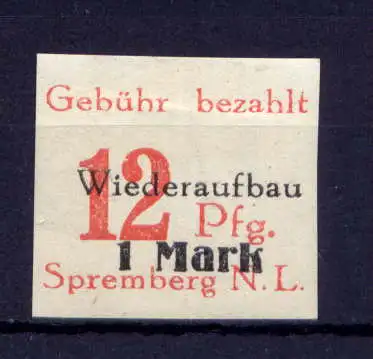 Gebühr bezahlt
Wiederaufbau
12 Pfg.
1 Mark
Spremberg N.L.